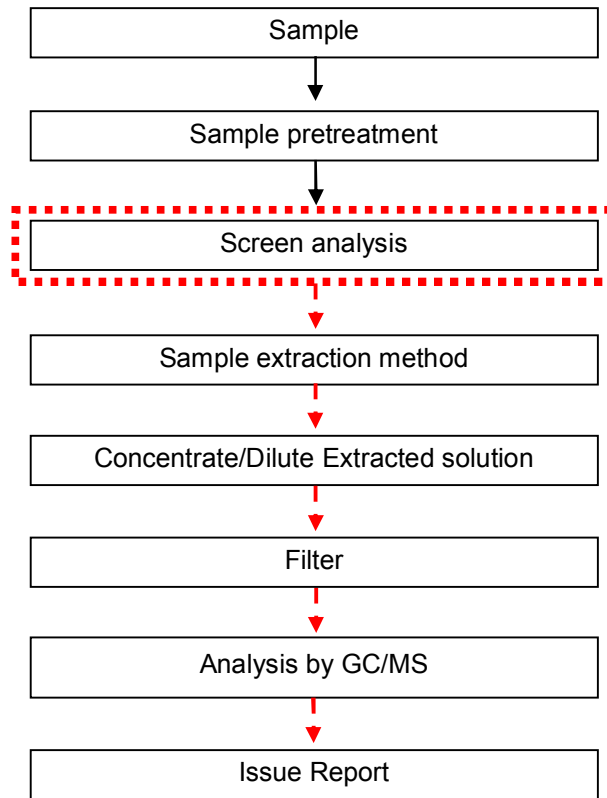 Sample
Sample pretreatment
Screen analysis
Sample extraction method
Concentrate/Dilute Extracted solution
Filter
Analysis by GC/MS
Issue Report